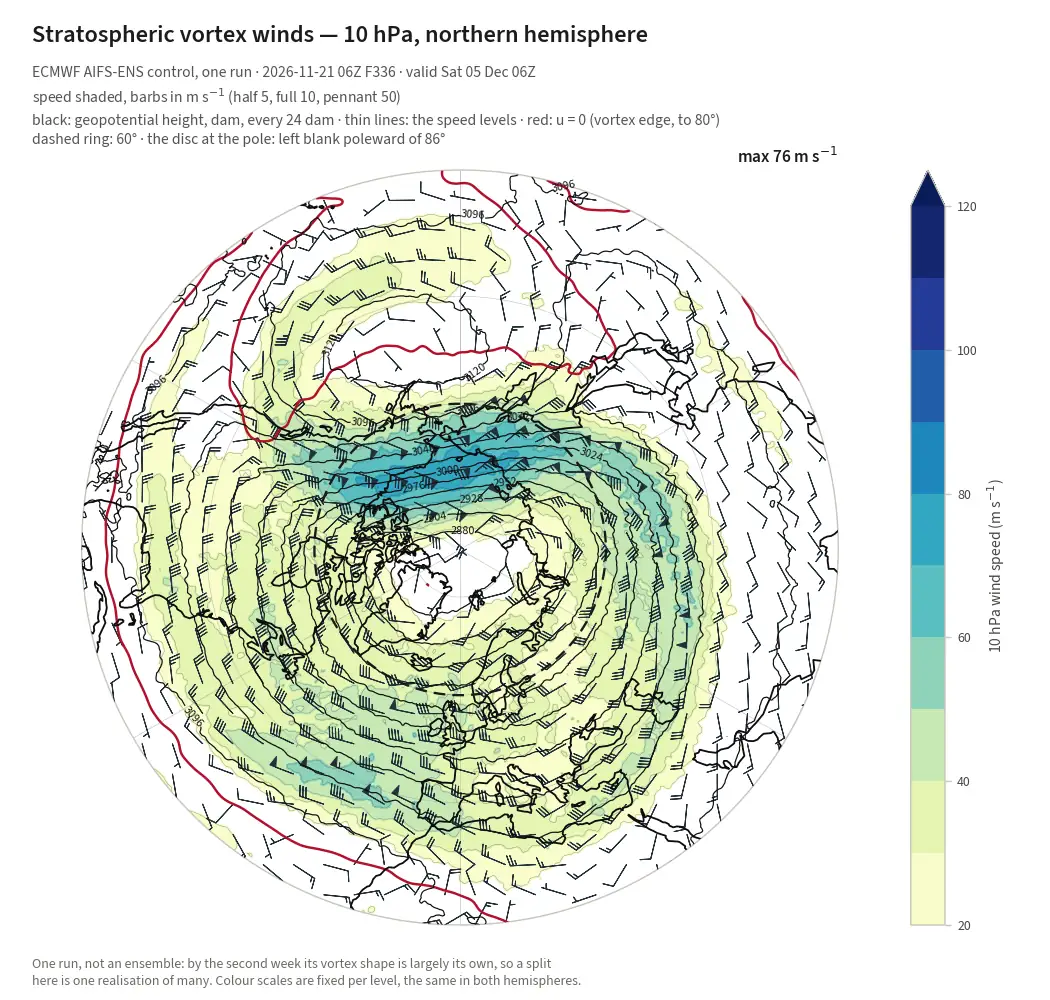 Stratospheric vortex winds — 10 hPa, northern hemisphere
ECMWF AIFS-ENS control, one run · 2026-11-21 06Z F336 · valid Sat 05 Dec 06Z
speed shaded, barbs in m s⁻¹ (half 5, full 10, pennant 50)
black: geopotential height, dam, every 24 dam · thin lines: the speed levels · red: u = 0 (vortex edge, to 80°)
dashed ring: 60° · the disc at the pole: left blank poleward of 86°
max 76 m s⁻¹
3096
3096
3120
3120
3096
3024
3000
2976
2952
2928
2904
2880
3096
120
100
80
60
40
20
10 hPa wind speed (m s⁻¹)
One run, not an ensemble: by the second week its vortex shape is largely its own, so a split
here is one realisation of many. Colour scales are fixed per level, the same in both hemispheres.